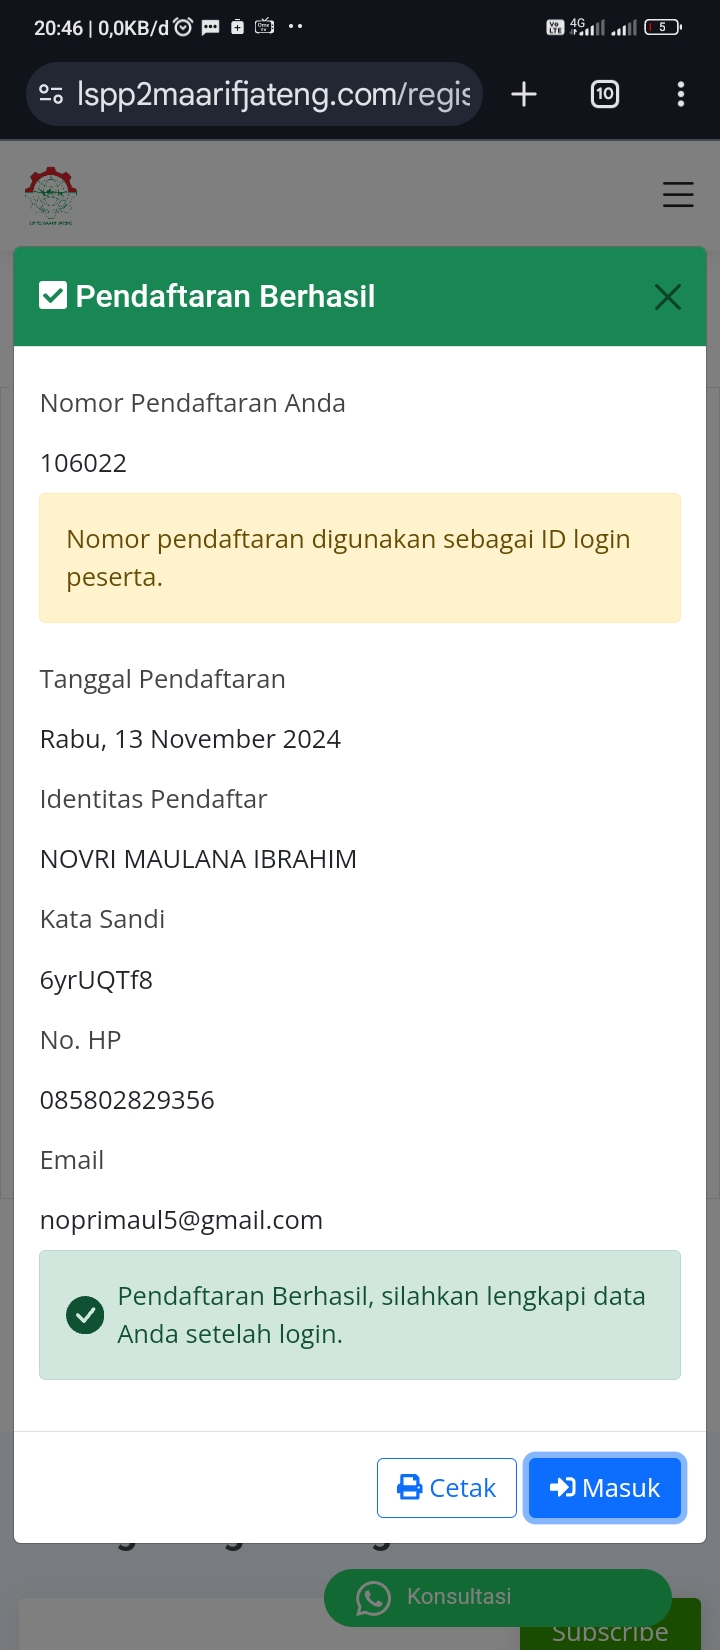 20:46 | 0,0KB/d
4G
5
lspp2maarifjateng.com/regis
10
Pendaftaran Berhasil
Nomor Pendaftaran Anda
106022
Nomor pendaftaran digunakan sebagai ID login
peserta.
Tanggal Pendaftaran
Rabu, 13 November 2024
Identitas Pendaftar
NOVRI MAULANA IBRAHIM
Kata Sandi
6yrUQTf8
No. HP
085802829356
Email
noprimaul5@gmail.com
Pendaftaran Berhasil, silahkan lengkapi data
Anda setelah login.
Cetak
Masuk
Konsultasi
Subscribe